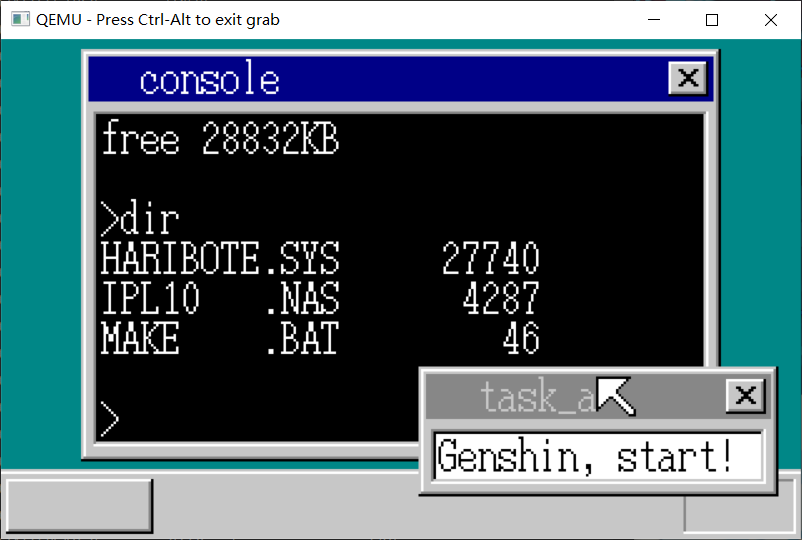 QEMU - Press Ctrl-Alt to exit grab
console
free 28832KB
>dir
HARIBOTE.SYS 27740
IPL10 .NAS 4287
MAKE .BAT 46
>
task_a
Genshin, start!